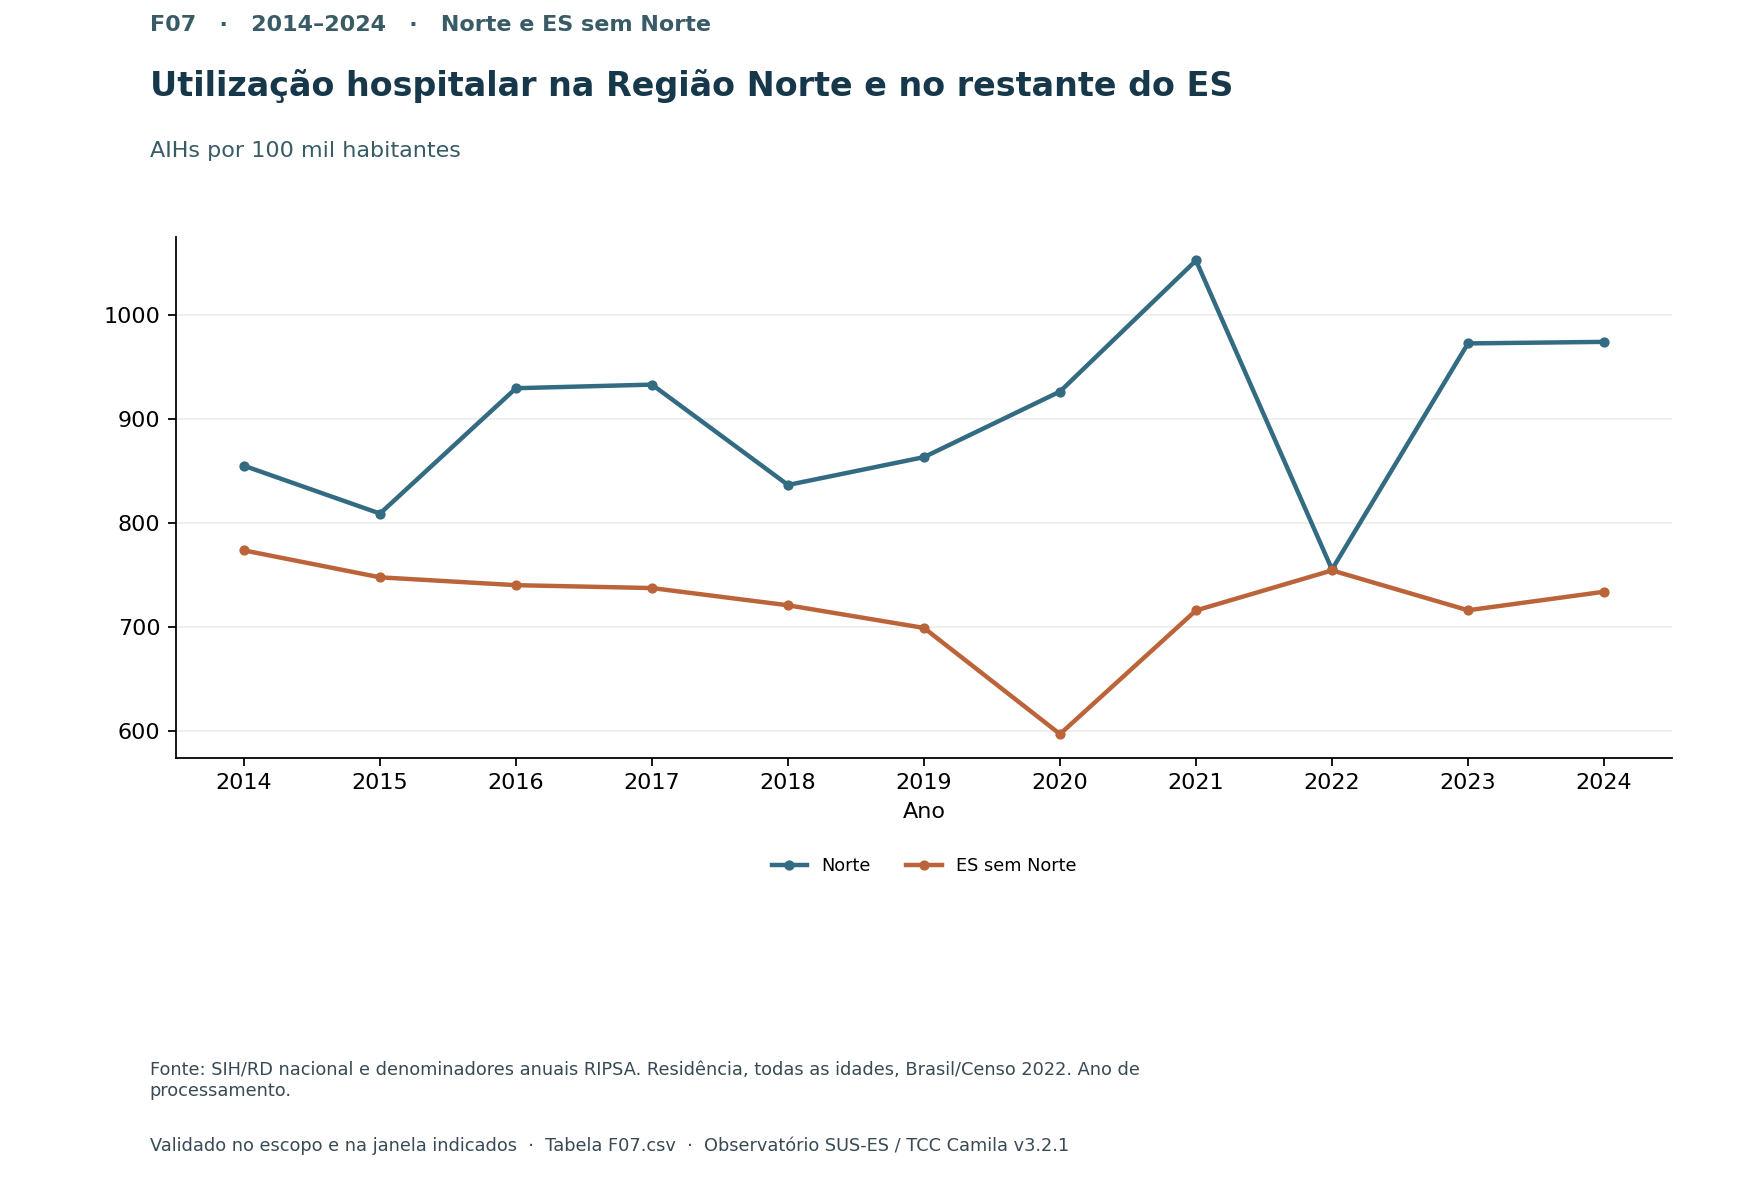 F07 · 2014–2024 · Norte e ES sem Norte
Utilização hospitalar na Região Norte e no restante do ES
AIHs por 100 mil habitantes
1000
900
800
700
600
2014 2015 2016 2017 2018 2019 2020 2021 2022 2023 2024
Ano
Norte ES sem Norte
Fonte: SIH/RD nacional e denominadores anuais RIPSA. Residência, todas as idades, Brasil/Censo 2022. Ano de
processamento.
Validado no escopo e na janela indicados · Tabela F07.csv · Observatório SUS-ES / TCC Camila v3.2.1